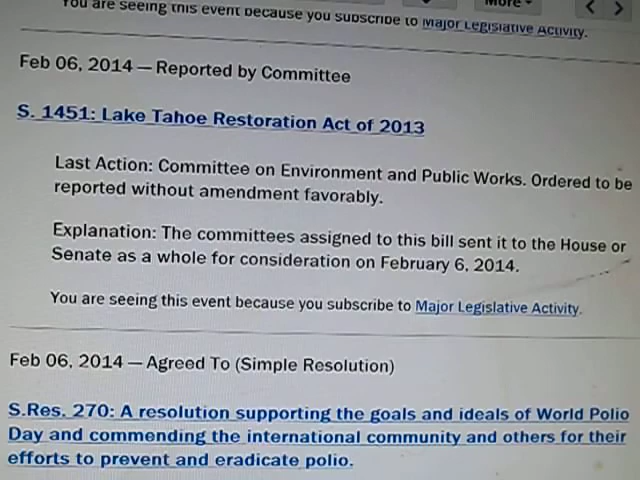 More
You are seeing this event because you subscribe to Major Legislative Activity.
Feb 06, 2014 — Reported by Committee
S. 1451: Lake Tahoe Restoration Act of 2013
Last Action: Committee on Environment and Public Works. Ordered to be
reported without amendment favorably.
Explanation: The committees assigned to this bill sent it to the House or
Senate as a whole for consideration on February 6, 2014.
You are seeing this event because you subscribe to Major Legislative Activity.
Feb 06, 2014 — Agreed To (Simple Resolution)
S.Res. 270: A resolution supporting the goals and ideals of World Polio
Day and commending the international community and others for their
efforts to prevent and eradicate polio.